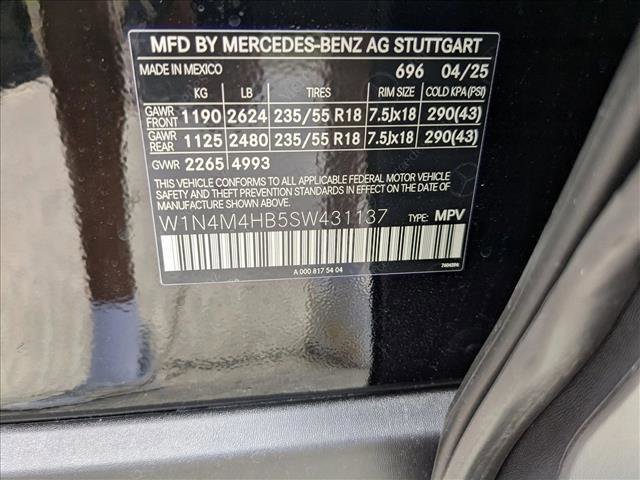 MFD BY MERCEDES-BENZ AG STUTTGART
MADE IN MEXICO 696 04/25
KG LB TIRES RIM SIZE COLD KPA(PSI)
GAWR FRONT 1190 2624 235/55 R18 7.5Jx18 290(43)
GAWR REAR 1125 2480 235/55 R18 7.5Jx18 290(43)
GVWR 2265 4993
THIS VEHICLE CONFORMS TO ALL APPLICABLE FEDERAL MOTOR VEHICLE
SAFETY AND THEFT PREVENTION STANDARDS IN EFFECT ON THE DATE OF
MANUFACTURE SHOWN ABOVE.
W1N4M4HB5SW431137 TYPE: MPV
A 000 817 54 04